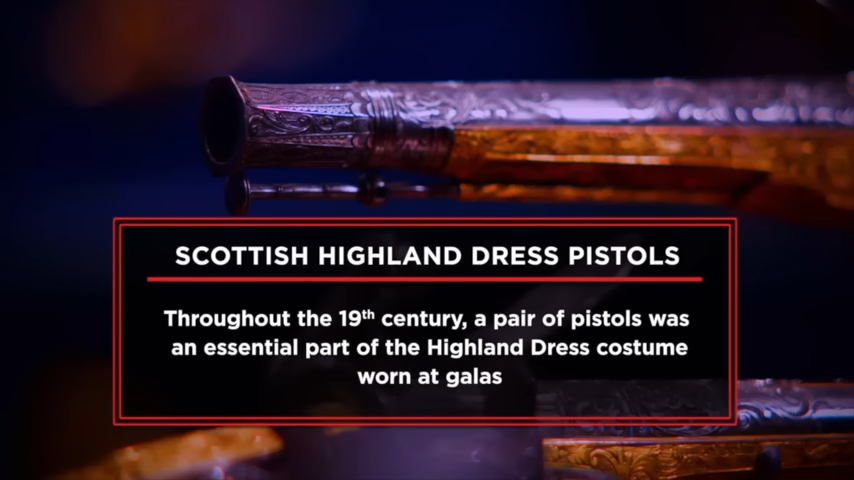 SCOTTISH HIGHLAND DRESS PISTOLS
Throughout the 19th century, a pair of pistols was
an essential part of the Highland Dress costume
worn at galas